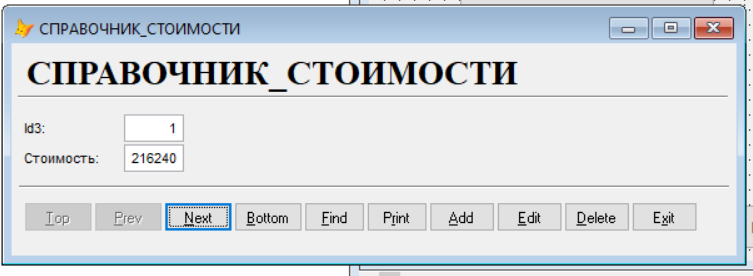 СПРАВОЧНИК_СТОИМОСТИ
СПРАВОЧНИК_СТОИМОСТИ
Id3: 1
Стоимость: 216240
Top Prev Next Bottom Find Print Add Edit Delete Exit